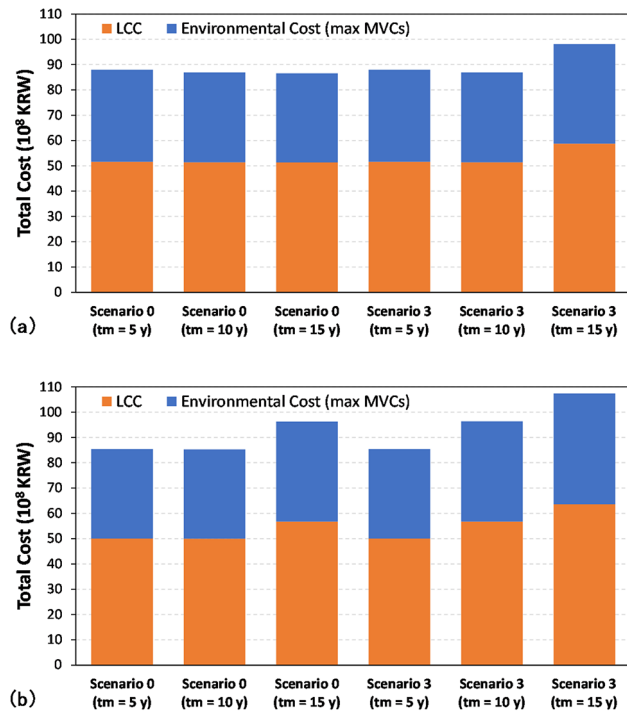 110
LCC Environmental Cost (max MVCs)
100
90
80
70
60
50
40
30
20
10
0
Total Cost (10⁸ KRW)
Scenario 0 Scenario 0 Scenario 0 Scenario 3 Scenario 3 Scenario 3
(tm = 5 y) (tm = 10 y) (tm = 15 y) (tm = 5 y) (tm = 10 y) (tm = 15 y)
(a)
110
LCC Environmental Cost (max MVCs)
100
90
80
70
60
50
40
30
20
10
0
Total Cost (10⁸ KRW)
Scenario 0 Scenario 0 Scenario 0 Scenario 3 Scenario 3 Scenario 3
(tm = 5 y) (tm = 10 y) (tm = 15 y) (tm = 5 y) (tm = 10 y) (tm = 15 y)
(b)